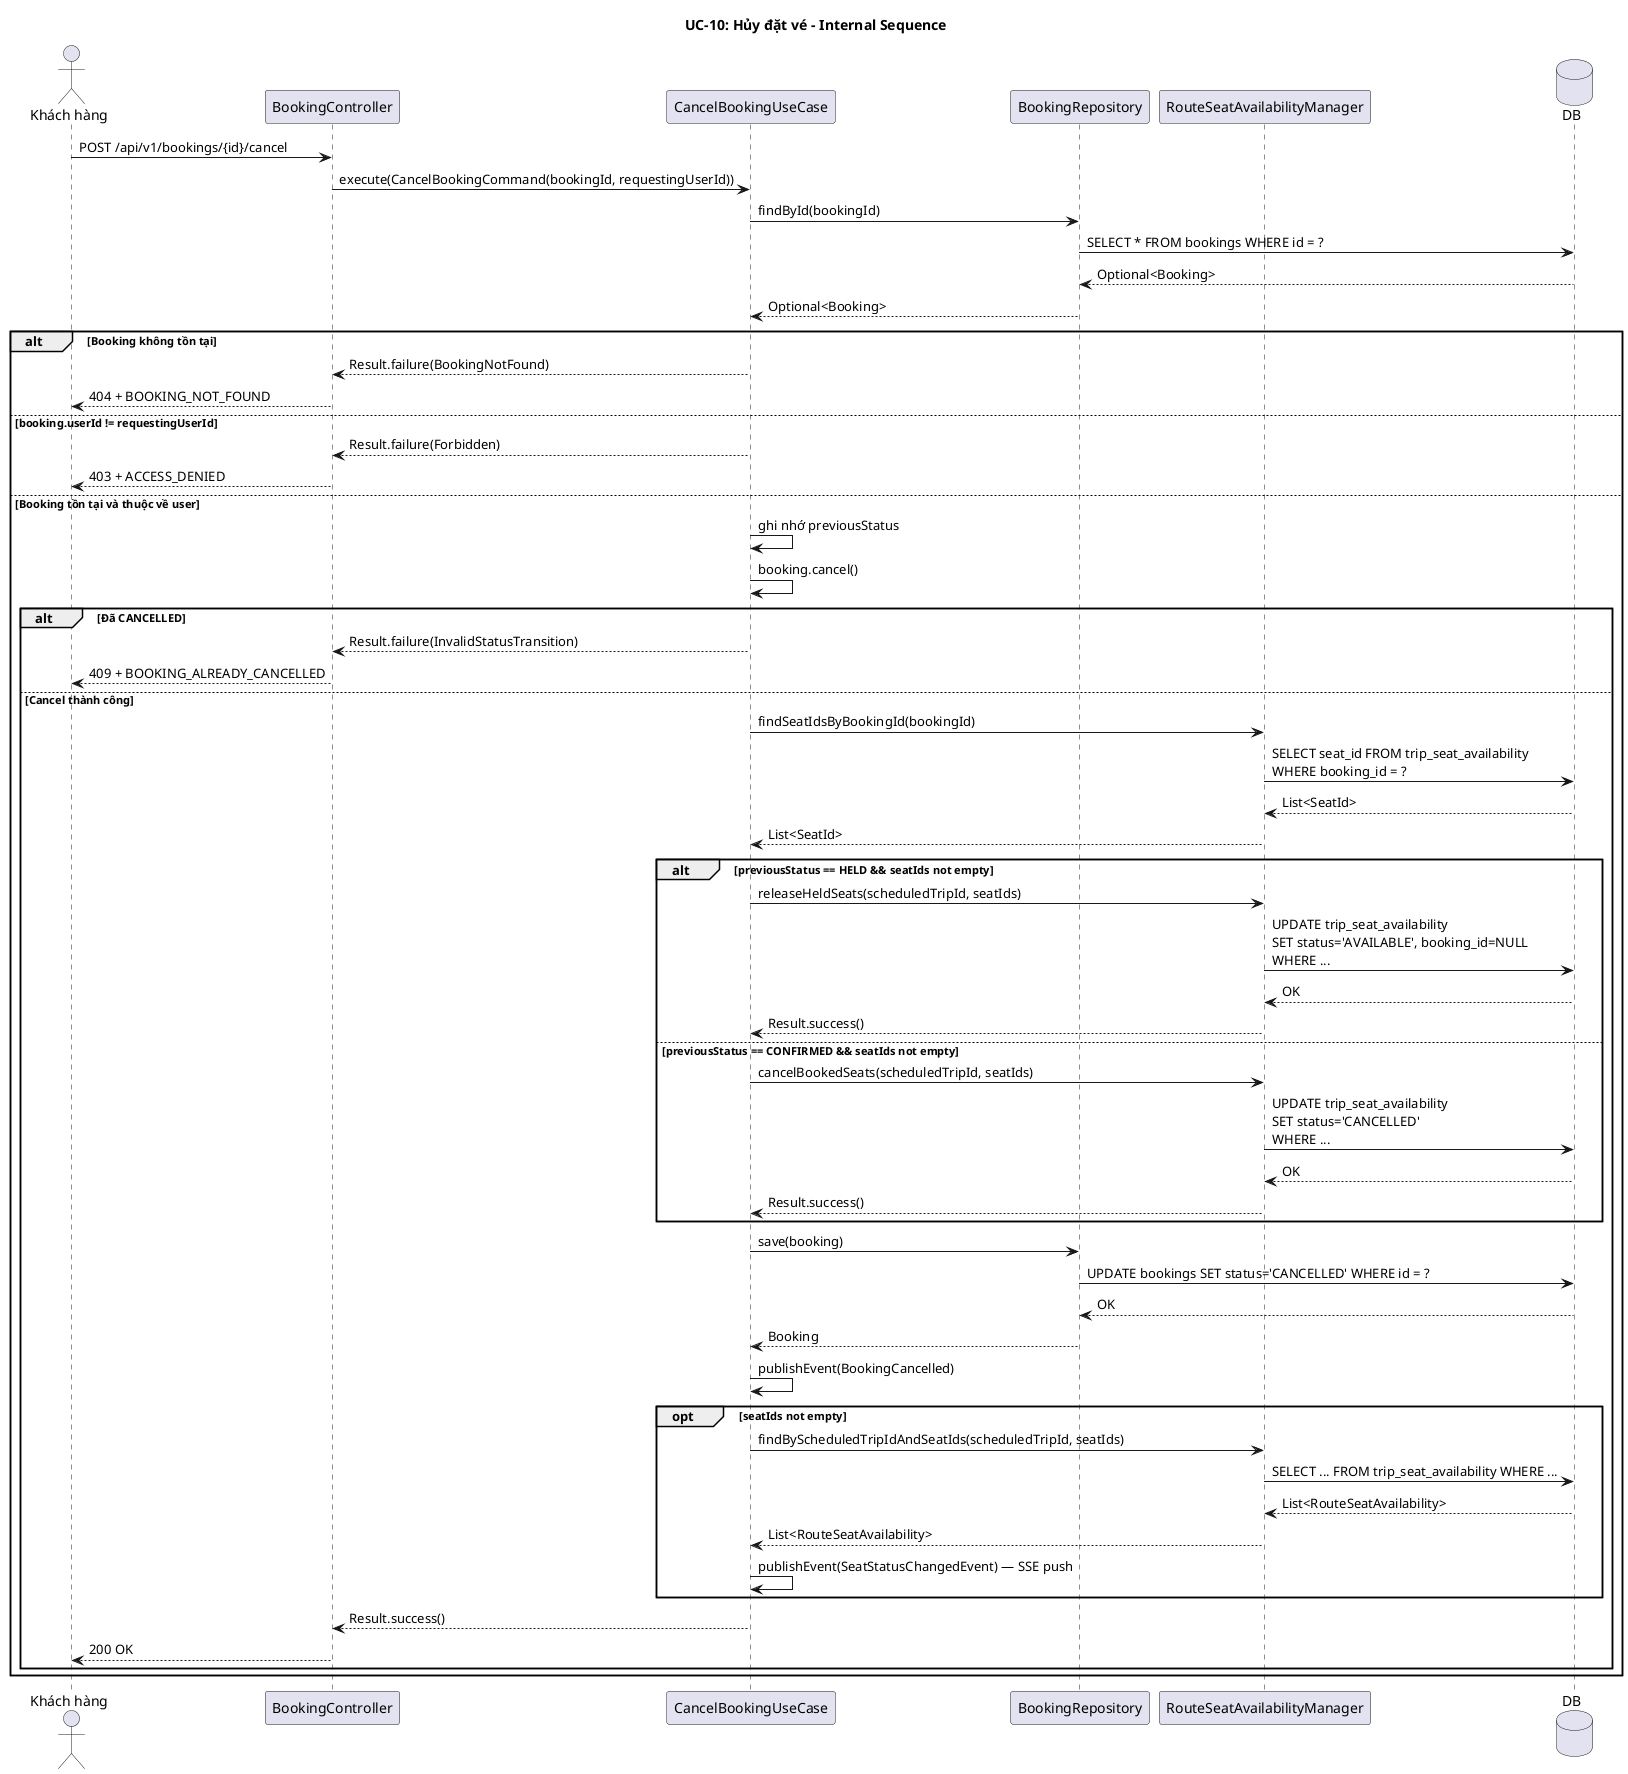 UC-10: Hủy đặt vé - Internal Sequence
Khách hàng
BookingController
CancelBookingUseCase
BookingRepository
RouteSeatAvailabilityManager
DB
POST /api/v1/bookings/{id}/cancel
execute(CancelBookingCommand(bookingId, requestingUserId))
findById(bookingId)
SELECT * FROM bookings WHERE id = ?
Optional<Booking>
Optional<Booking>
alt [Booking không tồn tại]
Result.failure(BookingNotFound)
404 + BOOKING_NOT_FOUND
[booking.userId != requestingUserId]
Result.failure(Forbidden)
403 + ACCESS_DENIED
[Booking tồn tại và thuộc về user]
ghi nhớ previousStatus
booking.cancel()
alt [Đã CANCELLED]
Result.failure(InvalidStatusTransition)
409 + BOOKING_ALREADY_CANCELLED
[Cancel thành công]
findSeatIdsByBookingId(bookingId)
SELECT seat_id FROM trip_seat_availability
WHERE booking_id = ?
List<SeatId>
List<SeatId>
alt [previousStatus == HELD && seatIds not empty]
releaseHeldSeats(scheduledTripId, seatIds)
UPDATE trip_seat_availability
SET status='AVAILABLE', booking_id=NULL
WHERE ...
OK
Result.success()
[previousStatus == CONFIRMED && seatIds not empty]
cancelBookedSeats(scheduledTripId, seatIds)
UPDATE trip_seat_availability
SET status='CANCELLED'
WHERE ...
OK
Result.success()
save(booking)
UPDATE bookings SET status='CANCELLED' WHERE id = ?
OK
Booking
publishEvent(BookingCancelled)
opt [seatIds not empty]
findByScheduledTripIdAndSeatIds(scheduledTripId, seatIds)
SELECT ... FROM trip_seat_availability WHERE ...
List<RouteSeatAvailability>
List<RouteSeatAvailability>
publishEvent(SeatStatusChangedEvent) — SSE push
Result.success()
200 OK
Khách hàng
BookingController
CancelBookingUseCase
BookingRepository
RouteSeatAvailabilityManager
DB